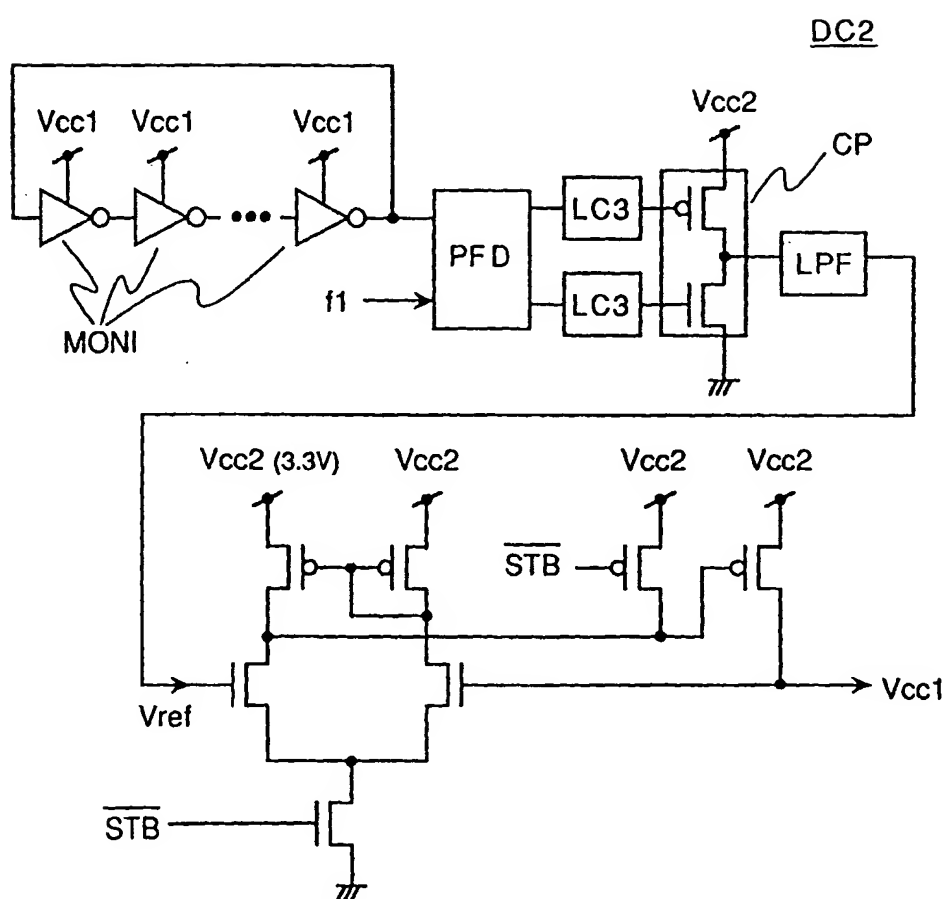 DC2
Vcc1 Vcc1 Vcc1
Vcc2
CP
LC3
PFD
LPF
f1
LC3
MONI
Vcc2 (3.3V) Vcc2 Vcc2 Vcc2
STB
Vref
Vcc1
STB